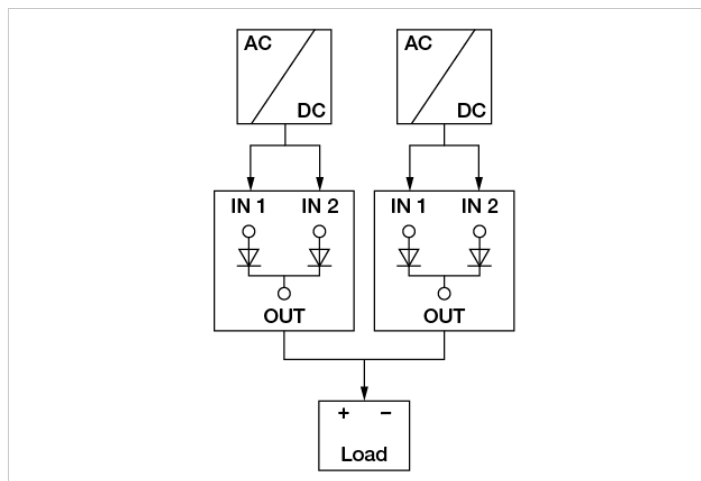 AC
DC
AC
DC
IN 1 IN 2
OUT
IN 1 IN 2
OUT
+ −
Load